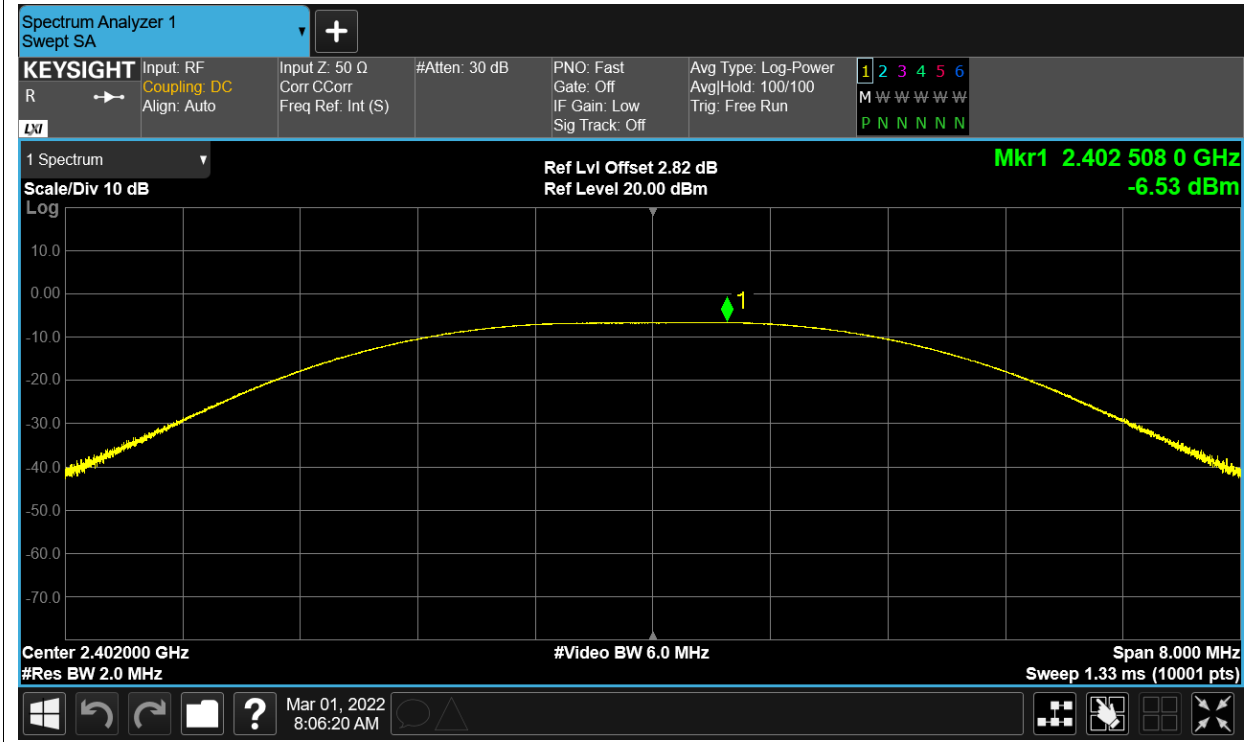 Spectrum Analyzer 1
Swept SA
KEYSIGHT
R
LXI
Input: RF
Coupling: DC
Align: Auto
Input Z: 50 Ω
Corr CCorr
Freq Ref: Int (S)
#Atten: 30 dB
PNO: Fast
Gate: Off
IF Gain: Low
Sig Track: Off
Avg Type: Log-Power
Avg|Hold: 100/100
Trig: Free Run
1 2 3 4 5 6
M W W W W W
P N N N N N
1 Spectrum
Scale/Div 10 dB
Log
Ref Lvl Offset 2.82 dB
Ref Level 20.00 dBm
Mkr1 2.402 508 0 GHz
-6.53 dBm
10.0
0.00
1
-10.0
-20.0
-30.0
-40.0
-50.0
-60.0
-70.0
Center 2.402000 GHz
#Res BW 2.0 MHz
#Video BW 6.0 MHz
Span 8.000 MHz
Sweep 1.33 ms (10001 pts)
?
Mar 01, 2022
8:06:20 AM